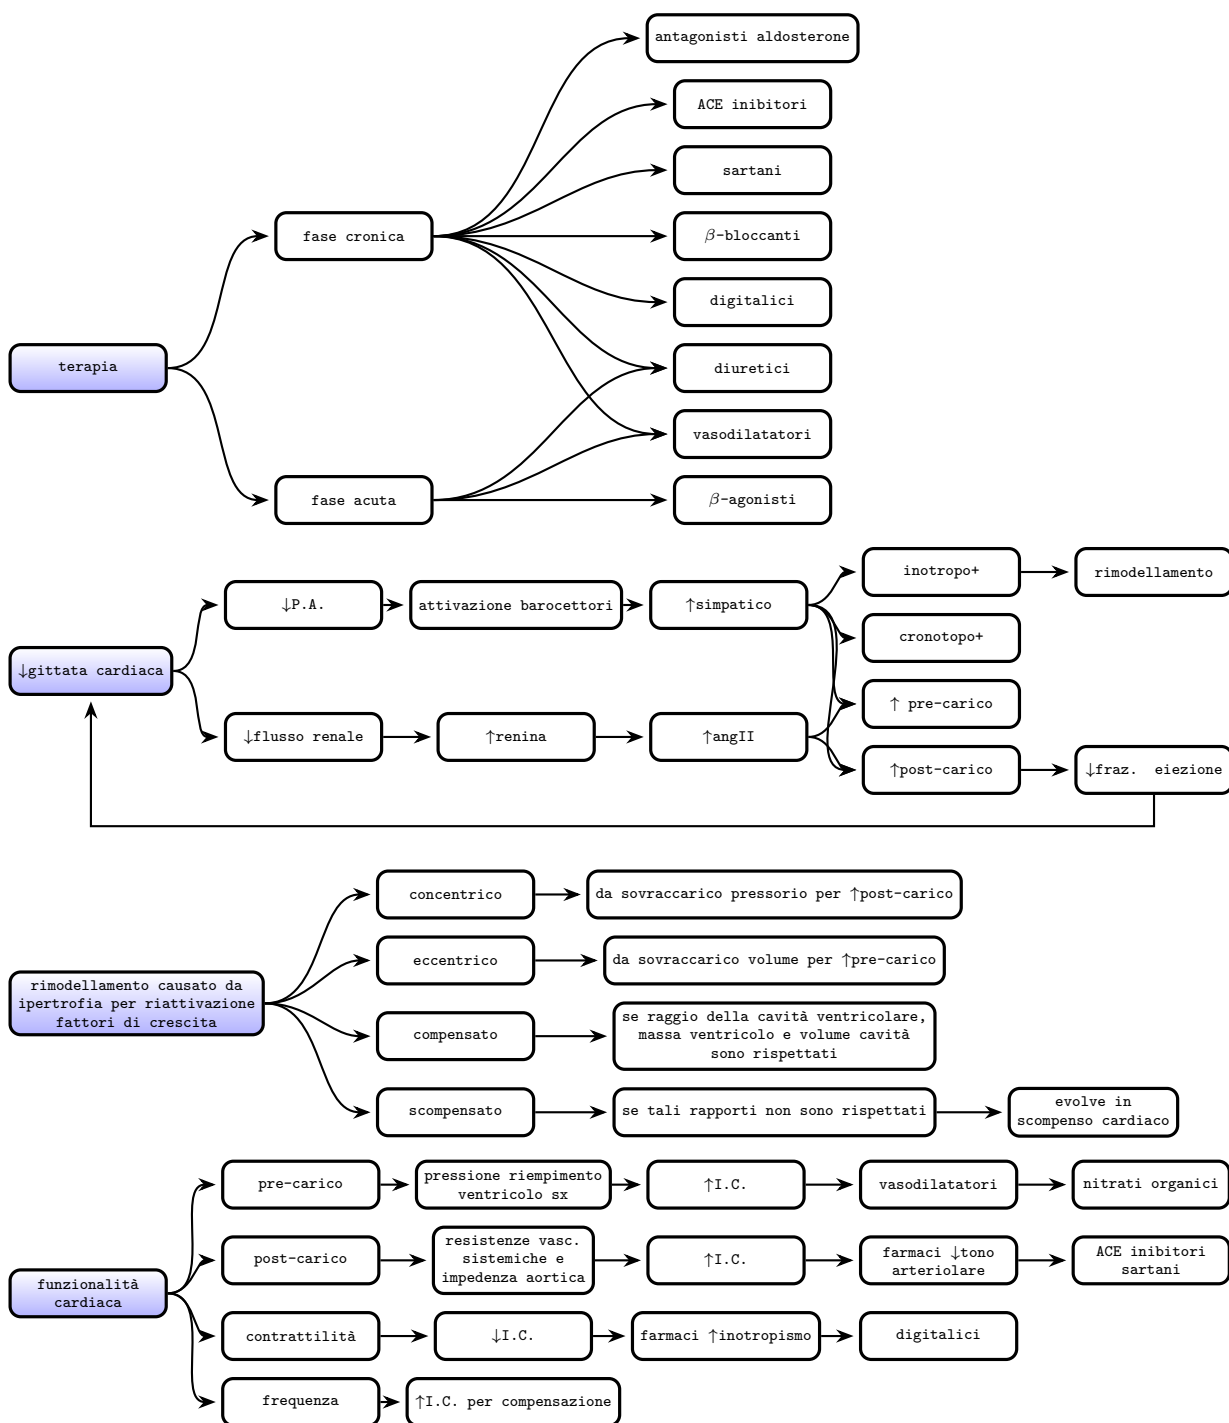 antagonisti aldosterone
ACE inibitori
sartani
fase cronica
β-bloccanti
digitalici
terapia
diuretici
vasodilatatori
fase acuta
β-agonisti
inotropo+
rimodellamento
↓P.A.
attivazione barocettori
↑simpatico
cronotopo+
↓gittata cardiaca
↑ pre-carico
↓flusso renale
↑renina
↑angII
↑post-carico
↓fraz. eiezione
concentrico
da sovraccarico pressorio per ↑post-carico
eccentrico
da sovraccarico volume per ↑pre-carico
rimodellamento causato da
ipertrofia per riattivazione
fattori di crescita
compensato
se raggio della cavità ventricolare,
massa ventricolo e volume cavità
sono rispettati
scompensato
se tali rapporti non sono rispettati
evolve in
scompenso cardiaco
pre-carico
pressione riempimento
ventricolo sx
↑I.C.
vasodilatatori
nitrati organici
post-carico
resistenze vasc.
sistemiche e
impedenza aortica
↑I.C.
farmaci ↓tono
arteriolare
ACE inibitori
sartani
funzionalità
cardiaca
contrattilità
↓I.C.
farmaci ↑inotropismo
digitalici
frequenza
↑I.C. per compensazione